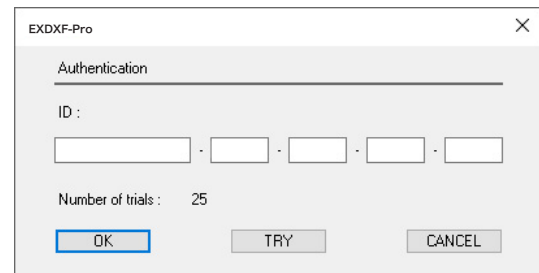 EXDXF-Pro
Authentication
ID :
- - - -
Number of trials : 25
OK TRY CANCEL